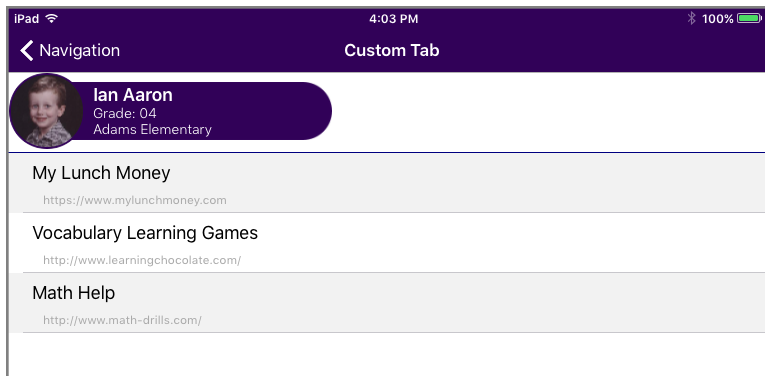 iPad 4:03 PM 100%
Navigation Custom Tab
Ian Aaron
Grade: 04
Adams Elementary
My Lunch Money
https://www.mylunchmoney.com
Vocabulary Learning Games
http://www.learningchocolate.com/
Math Help
http://www.math-drills.com/